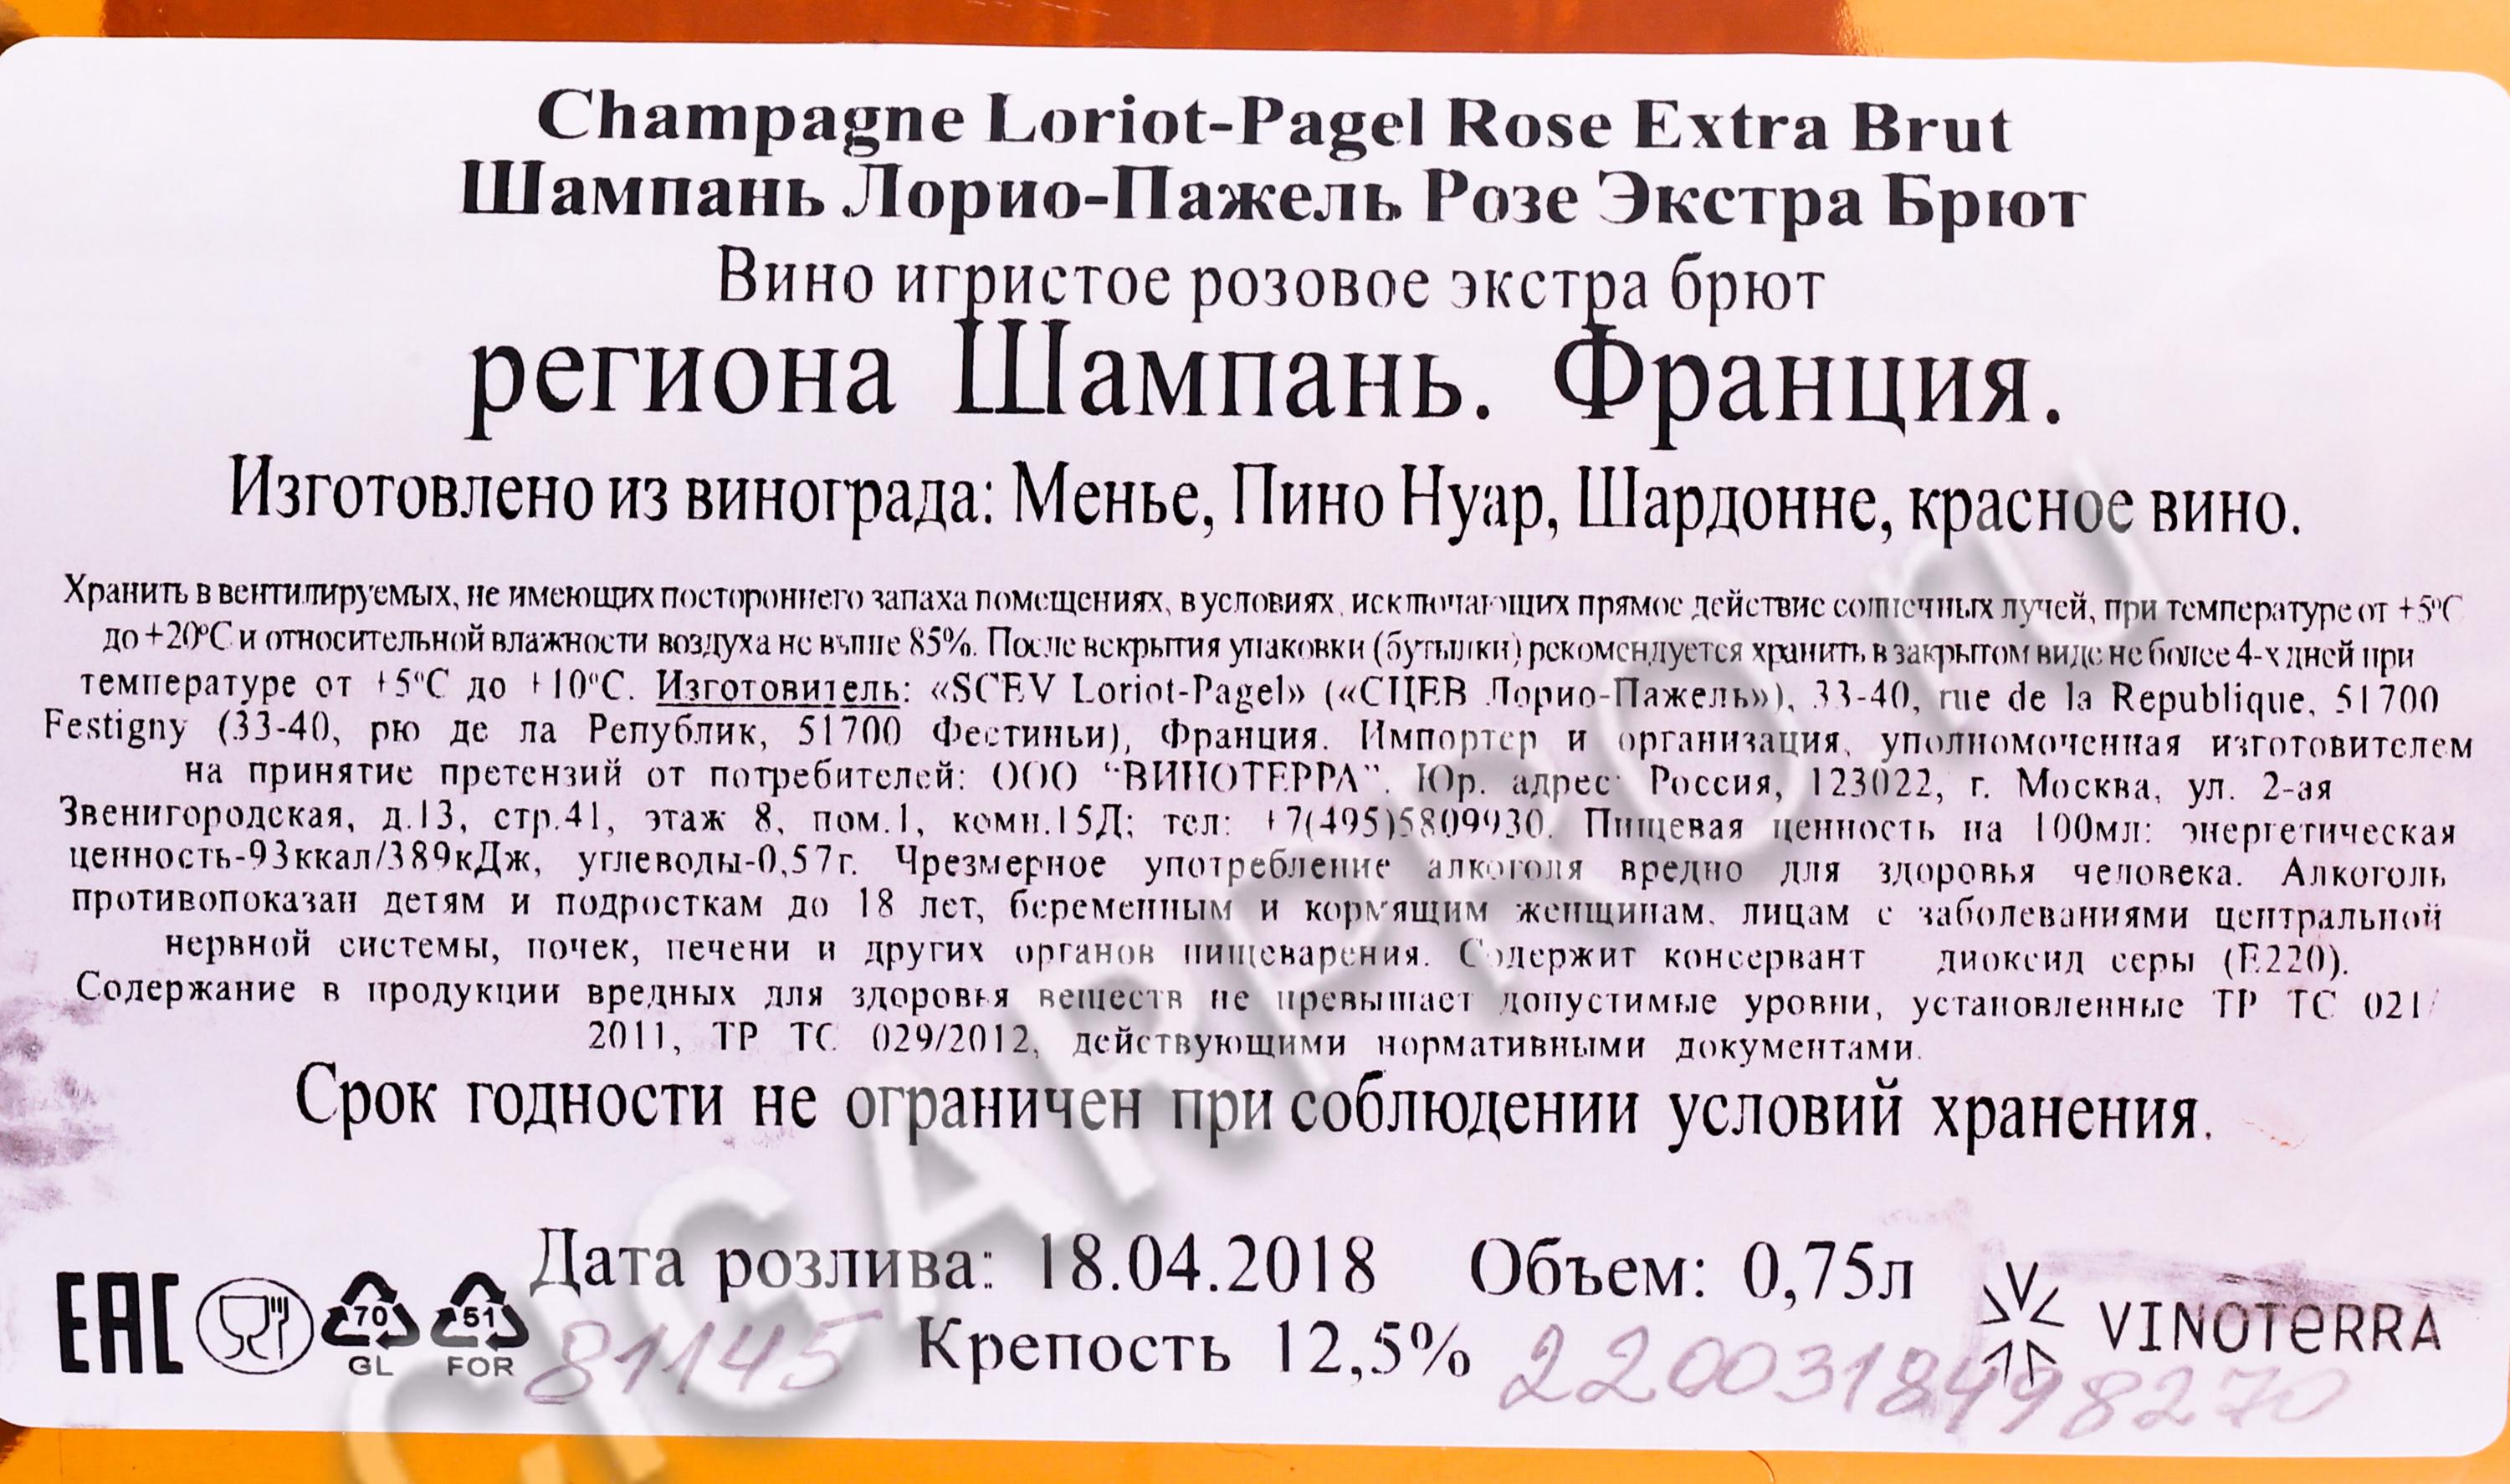 Champagne Loriot-Pagel Rose Extra Brut
Шампань Лорио-Пажель Розе Экстра Брют
Вино игристое розовое экстра брют
региона Шампань. Франция.
Изготовлено из винограда: Менье, Пино Нуар, Шардонне, красное вино.
Хранить в вентилируемых, не имеющих постороннего запаха помещениях, в условиях, исключающих прямое действие солнечных лучей, при температуре от +5ºС
до +20ºС и относительной влажности воздуха не выше 85%. После вскрытия упаковки (бутылки) рекомендуется хранить в закрытом виде не более 4-х дней при
температуре от +5ºС до +10ºС. Изготовитель: «SCEV Loriot-Pagel» («СЦЕВ Лорио-Пажель»), 33-40, rue de la Republique, 51700
Festigny (33-40, рю де ла Републик, 51700 Фестиньи), Франция. Импортер и организация, уполномоченная изготовителем
на принятие претензий от потребителей: ООО “ВИНОТЕРРА”. Юр. адрес: Россия, 123022, г. Москва, ул. 2-ая
Звенигородская, д.13, стр.41, этаж 8, пом.1, комн.15Д; тел: +7(495)5809930. Пищевая ценность на 100мл: энергетическая
ценность-93ккал/389кДж, углеводы-0,57г. Чрезмерное употребление алкоголя вредно для здоровья человека. Алкоголь
противопоказан детям и подросткам до 18 лет, беременным и кормящим женщинам, лицам с заболеваниями центральной
нервной системы, почек, печени и других органов пищеварения. Содержит консервант диоксид серы (Е220).
Содержание в продукции вредных для здоровья веществ не превышает допустимые уровни, установленные ТР ТС 021/
2011, ТР ТС 029/2012, действующими нормативными документами.
Срок годности не ограничен при соблюдении условий хранения.
Дата розлива: 18.04.2018 Объем: 0,75л
EAC 70 GL 51 FOR 81145 Крепость 12,5% 2200318498270 VINOTERRA
CIGARPRO.ru